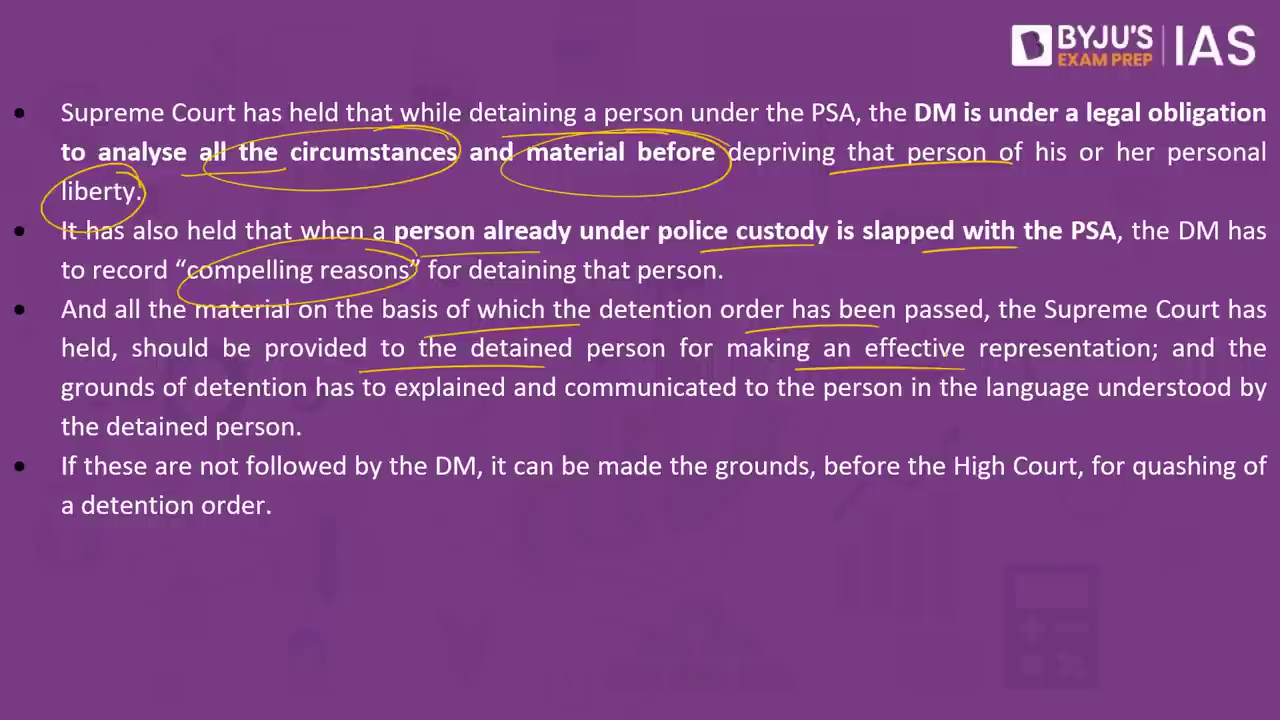 BYJU'S
EXAM PREP
IAS
• Supreme Court has held that while detaining a person under the PSA, the DM is under a legal obligation
to analyse all the circumstances and material before depriving that person of his or her personal
liberty.
• It has also held that when a person already under police custody is slapped with the PSA, the DM has
to record “compelling reasons” for detaining that person.
• And all the material on the basis of which the detention order has been passed, the Supreme Court has
held, should be provided to the detained person for making an effective representation; and the
grounds of detention has to explained and communicated to the person in the language understood by
the detained person.
• If these are not followed by the DM, it can be made the grounds, before the High Court, for quashing of
a detention order.